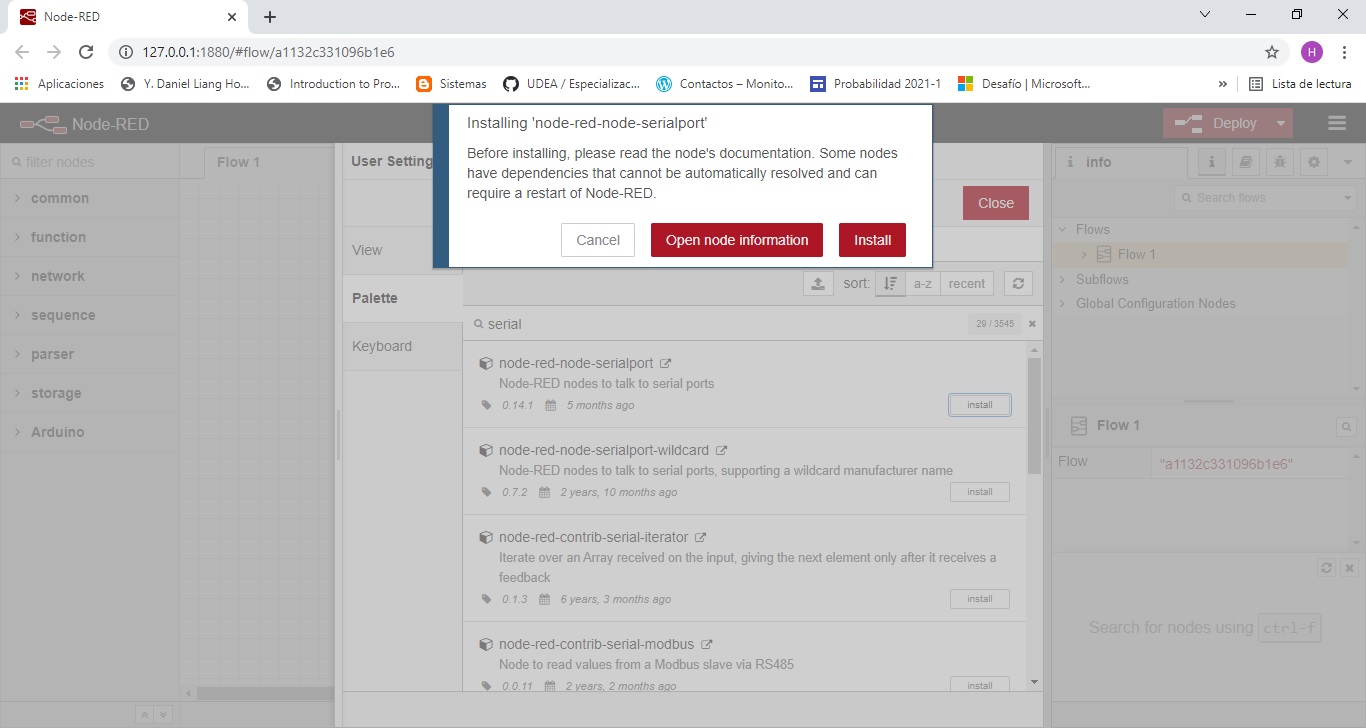 Node-RED
127.0.0.1:1880/#flow/a1132c331096b1e6
H
Aplicaciones
Y. Daniel Liang Ho...
Introduction to Pro...
Sistemas
UDEA / Especializac...
Contactos – Monito...
Probabilidad 2021-1
Desafío | Microsoft...
»
Lista de lectura
Node-RED
Deploy
Installing 'node-red-node-serialport'
Before installing, please read the node's documentation. Some nodes
have dependencies that cannot be automatically resolved and can
require a restart of Node-RED.
Cancel
Open node information
Install
filter nodes
common
function
network
sequence
parser
storage
Arduino
Flow 1
User Setting
Close
View
Palette
Keyboard
sort:
a-z
recent
serial
29 / 3545
node-red-node-serialport
Node-RED nodes to talk to serial ports
0.14.1 5 months ago
install
node-red-node-serialport-wildcard
Node-RED nodes to talk to serial ports, supporting a wildcard manufacturer name
0.7.2 2 years, 10 months ago
install
node-red-contrib-serial-iterator
Iterate over an Array received on the input, giving the next element only after it receives a
feedback
0.1.3 6 years, 3 months ago
install
node-red-contrib-serial-modbus
Node to read values from a Modbus slave via RS485
0.0.11 2 years, 2 months ago
install
i info
i
Search flows
Flows
Flow 1
Subflows
Global Configuration Nodes
Flow 1
Flow "a1132c331096b1e6"
Search for nodes using ctrl-f